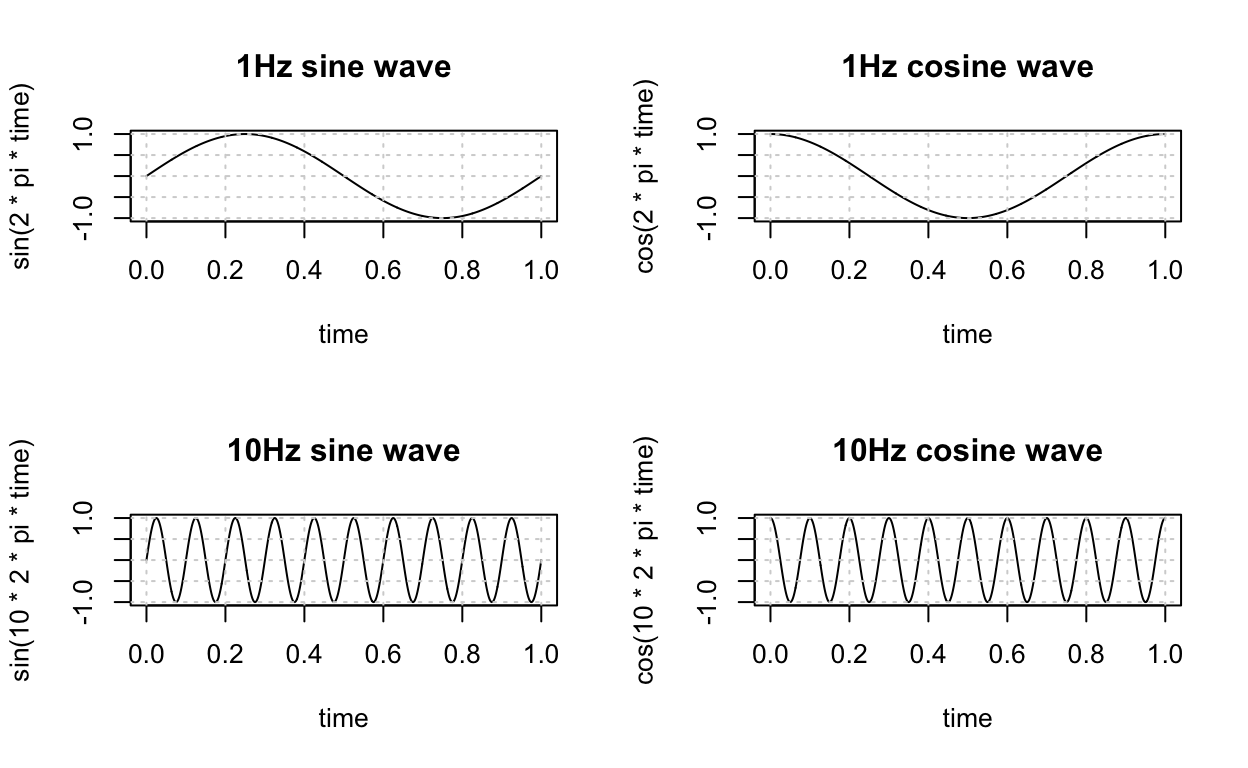 1Hz sine wave
sin(2 * pi * time)
1.0
-1.0
0.0 0.2 0.4 0.6 0.8 1.0
time
1Hz cosine wave
cos(2 * pi * time)
1.0
-1.0
0.0 0.2 0.4 0.6 0.8 1.0
time
10Hz sine wave
sin(10 * 2 * pi * time)
1.0
-1.0
0.0 0.2 0.4 0.6 0.8 1.0
time
10Hz cosine wave
cos(10 * 2 * pi * time)
1.0
-1.0
0.0 0.2 0.4 0.6 0.8 1.0
time